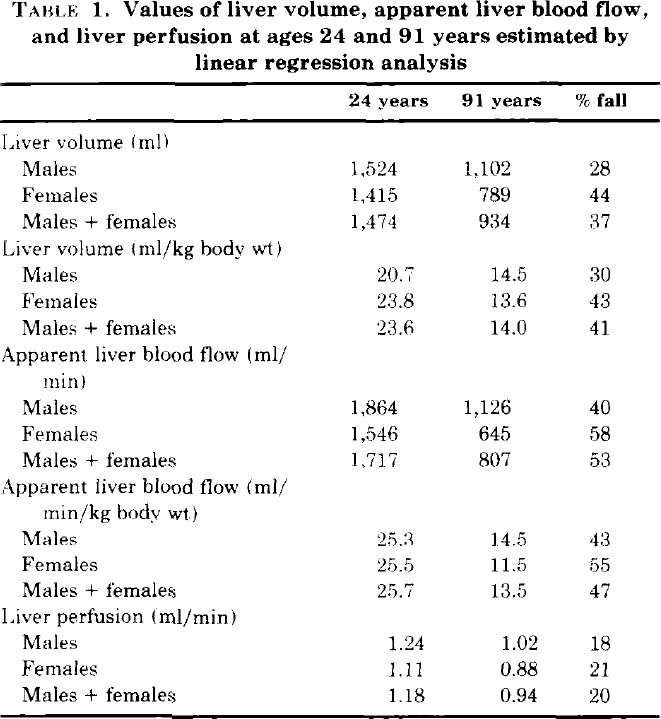 TABLE 1. Values of liver volume, apparent liver blood flow,
and liver perfusion at ages 24 and 91 years estimated by
linear regression analysis
24 years 91 years % fall
Liver volume (ml)
Males 1,524 1,102 28
Females 1,415 789 44
Males + females 1,474 934 37
Liver volume (ml/kg body wt)
Males 20.7 14.5 30
Females 23.8 13.6 43
Males + females 23.6 14.0 41
Apparent liver blood flow (ml/
min)
Males 1,864 1,126 40
Females 1,546 645 58
Males + females 1,717 807 53
Apparent liver blood flow (ml/
min/kg body wt)
Males 25.3 14.5 43
Females 25.5 11.5 55
Males + females 25.7 13.5 47
Liver perfusion (ml/min)
Males 1.24 1.02 18
Females 1.11 0.88 21
Males + females 1.18 0.94 20